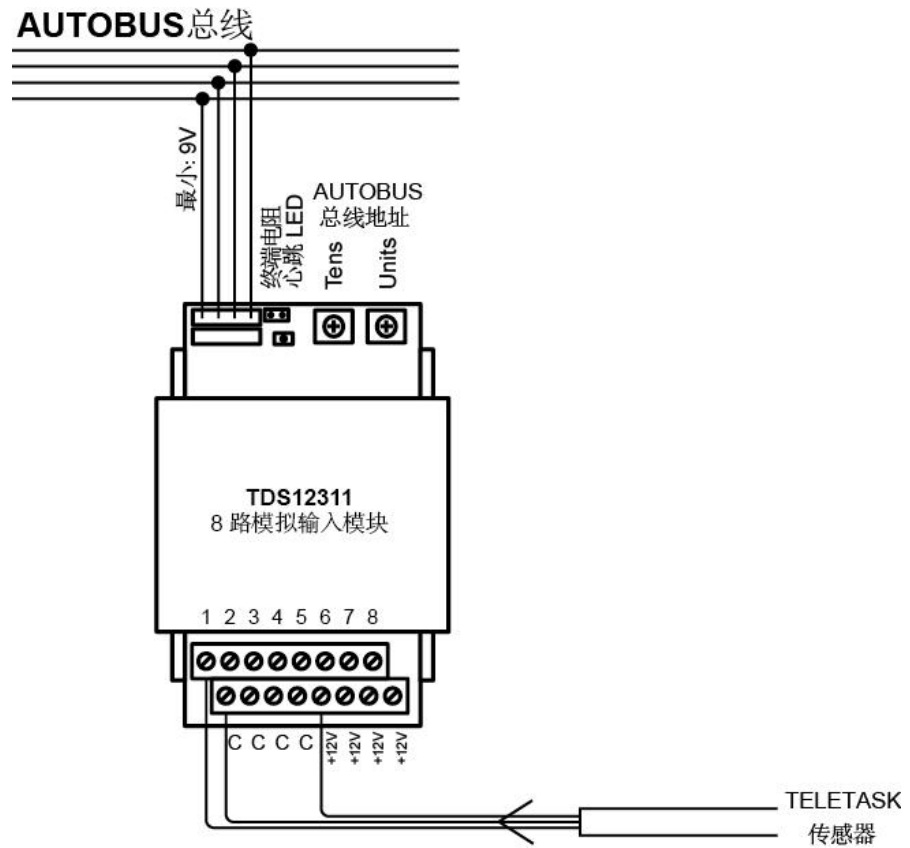 AUTOBUS总线
最小: 9V
终端电阻
心跳 LED
AUTOBUS
总线地址
Tens
Units
TDS12311
8 路模拟输入模块
1 2 3 4 5 6 7 8
C C C C +12V +12V +12V +12V
TELETASK
传感器